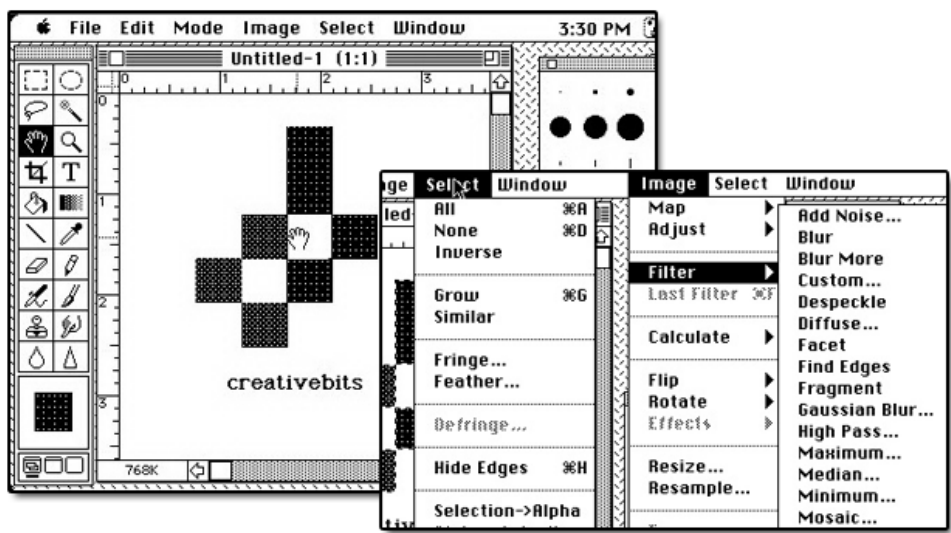 File Edit Mode Image Select Window 3:30 PM
Untitled-1 (1:1)
0 1 2 3
0
1
2
3
T
creativebits
768K
Select Window
All ⌘A
None ⌘D
Inverse
Grow ⌘G
Similar
Fringe...
Feather...
Defringe...
Hide Edges ⌘H
Selection->Alpha
Image Select Window
Map
Adjust
Filter
Last Filter ⌘F
Calculate
Flip
Rotate
Effects
Resize...
Resample...
Add Noise...
Blur
Blur More
Custom...
Despeckle
Diffuse...
Facet
Find Edges
Fragment
Gaussian Blur...
High Pass...
Maximum...
Median...
Minimum...
Mosaic...